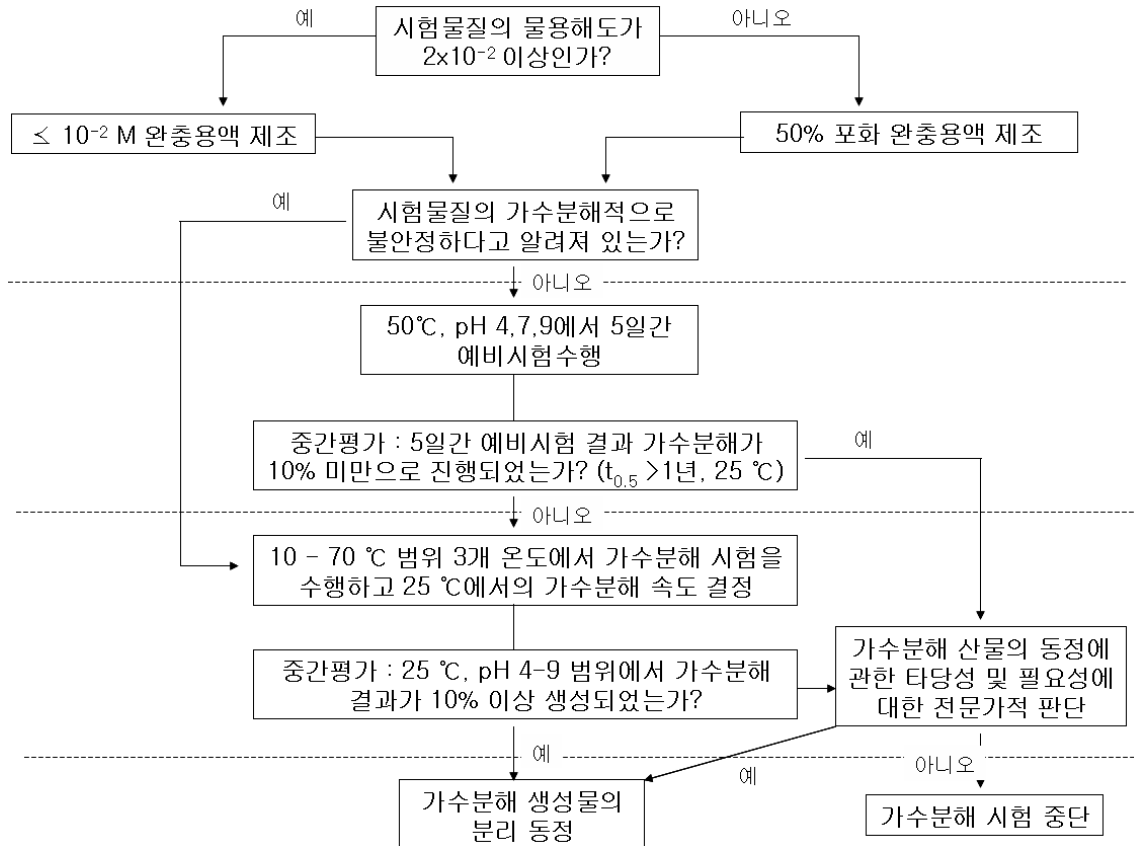 예
아니오
시험물질의 물용해도가
2x10⁻² 이상인가?
≤ 10⁻² M 완충용액 제조
50% 포화 완충용액 제조
예
시험물질의 가수분해적으로
불안정하다고 알려져 있는가?
아니오
50℃, pH 4,7,9에서 5일간
예비시험수행
중간평가 : 5일간 예비시험 결과 가수분해가
10% 미만으로 진행되었는가? (t₀.₅ >1년, 25 ℃)
예
아니오
10 - 70 ℃ 범위 3개 온도에서 가수분해 시험을
수행하고 25 ℃에서의 가수분해 속도 결정
중간평가 : 25 ℃, pH 4-9 범위에서 가수분해
결과가 10% 이상 생성되었는가?
가수분해 산물의 동정에
관한 타당성 및 필요성에
대한 전문가적 판단
예
예
아니오
가수분해 생성물의
분리 동정
가수분해 시험 중단